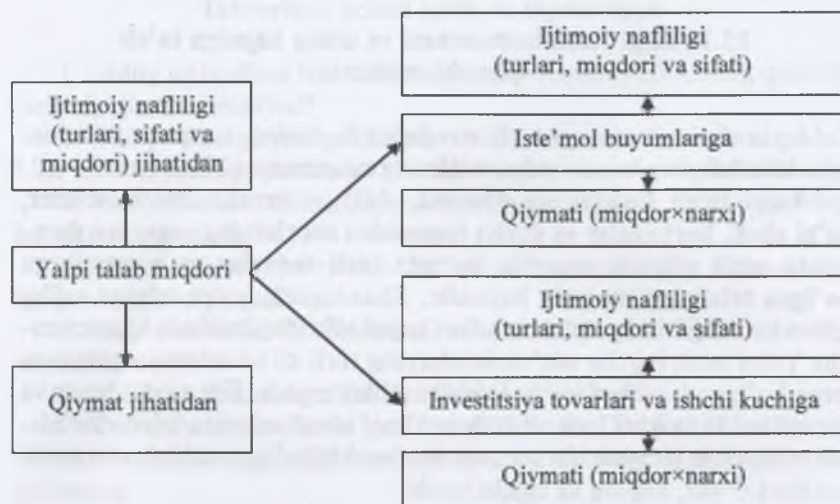 Ijtimoiy nafliligi
(turlari, sifati va
miqdori) jihatidan
Yalpi talab miqdori
Qiymat jihatidan
Ijtimoiy nafliligi
(turlari, miqdori va sifati)
Iste’mol buyumlariga
Qiymati (miqdor×narxi)
Ijtimoiy nafliligi
(turlari, miqdori va sifati)
Investitsiya tovarlari va ishchi kuchiga
Qiymati (miqdor×narxi)